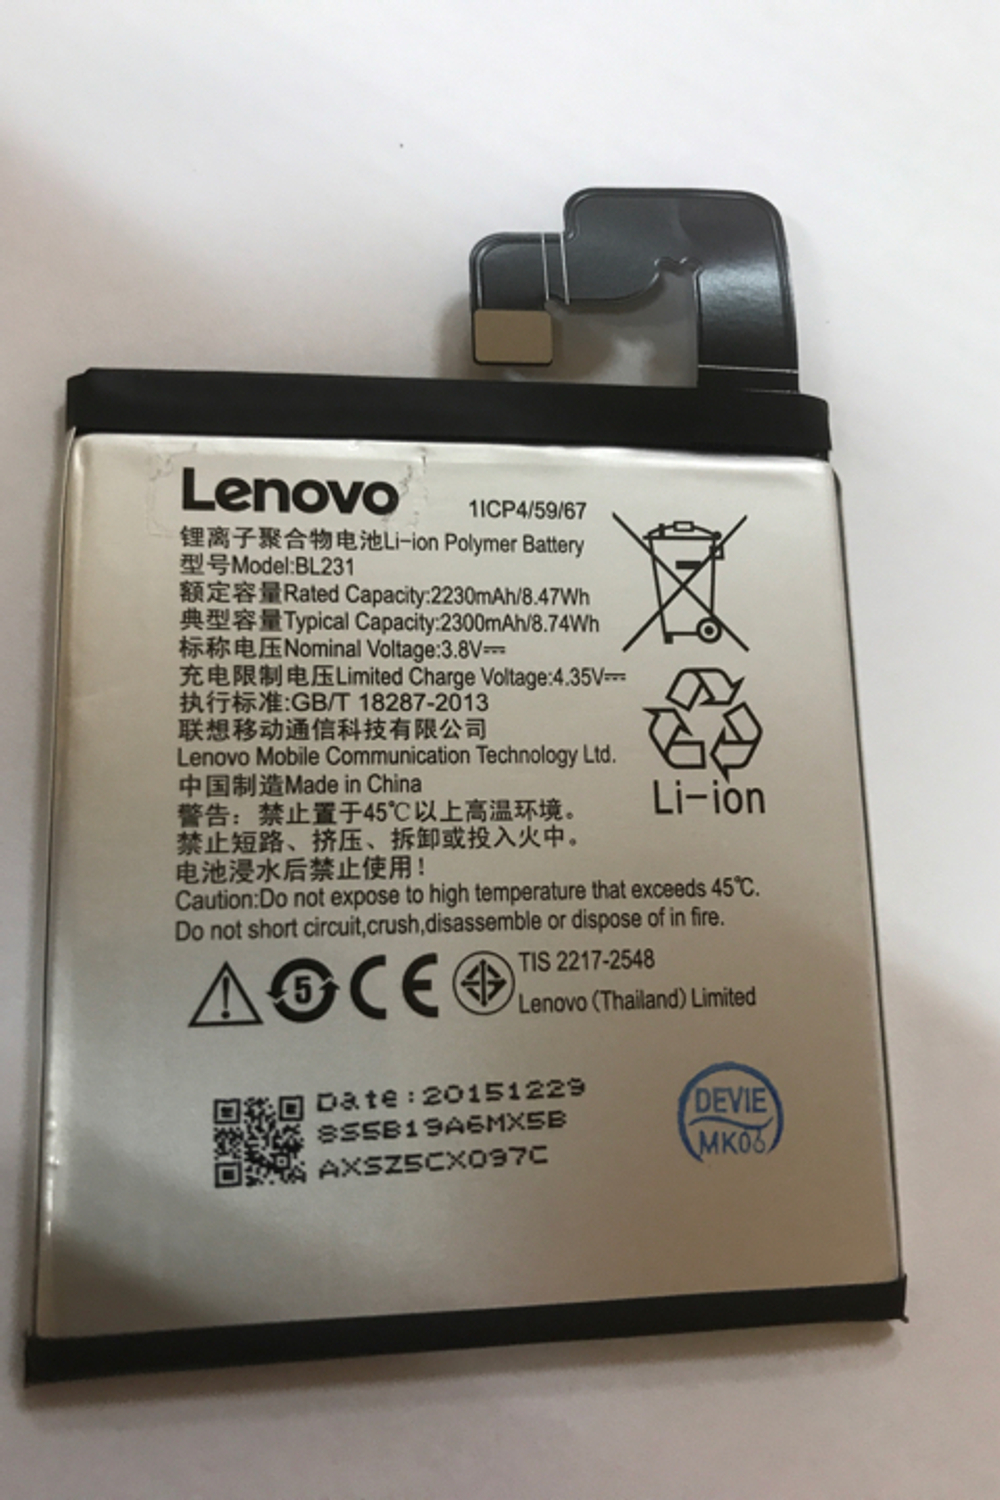 Lenovo
1ICP4/59/67
锂离子聚合物电池Li-ion Polymer Battery
型号Model:BL231
额定容量Rated Capacity:2230mAh/8.47Wh
典型容量Typical Capacity:2300mAh/8.74Wh
标称电压Nominal Voltage:3.8V⎓
充电限制电压Limited Charge Voltage:4.35V⎓
执行标准:GB/T 18287-2013
联想移动通信科技有限公司
Lenovo Mobile Communication Technology Ltd.
中国制造Made in China
Li-ion
警告：禁止置于45℃以上高温环境。
禁止短路、挤压、拆卸或投入火中。
电池浸水后禁止使用！
Caution:Do not expose to high temperature that exceeds 45℃.
Do not short circuit,crush,disassemble or dispose of in fire.
5 CE TIS 2217-2548
Lenovo (Thailand) Limited
Date:20151229
8S5B19A6MX5B
AXSZ5CX097C
DEVIE
MK06